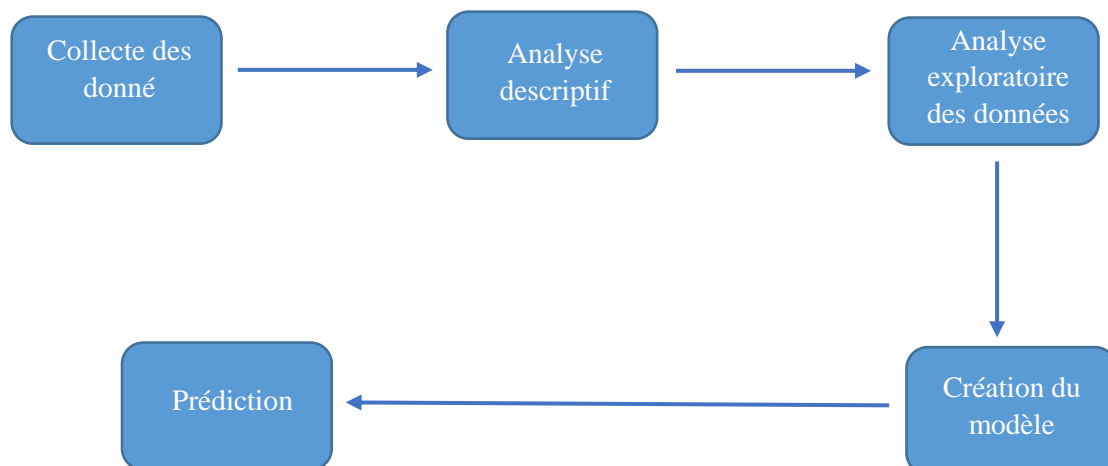 Collecte des
donné
Analyse
descriptif
Analyse
exploratoire
des données
Création du
modèle
Prédiction